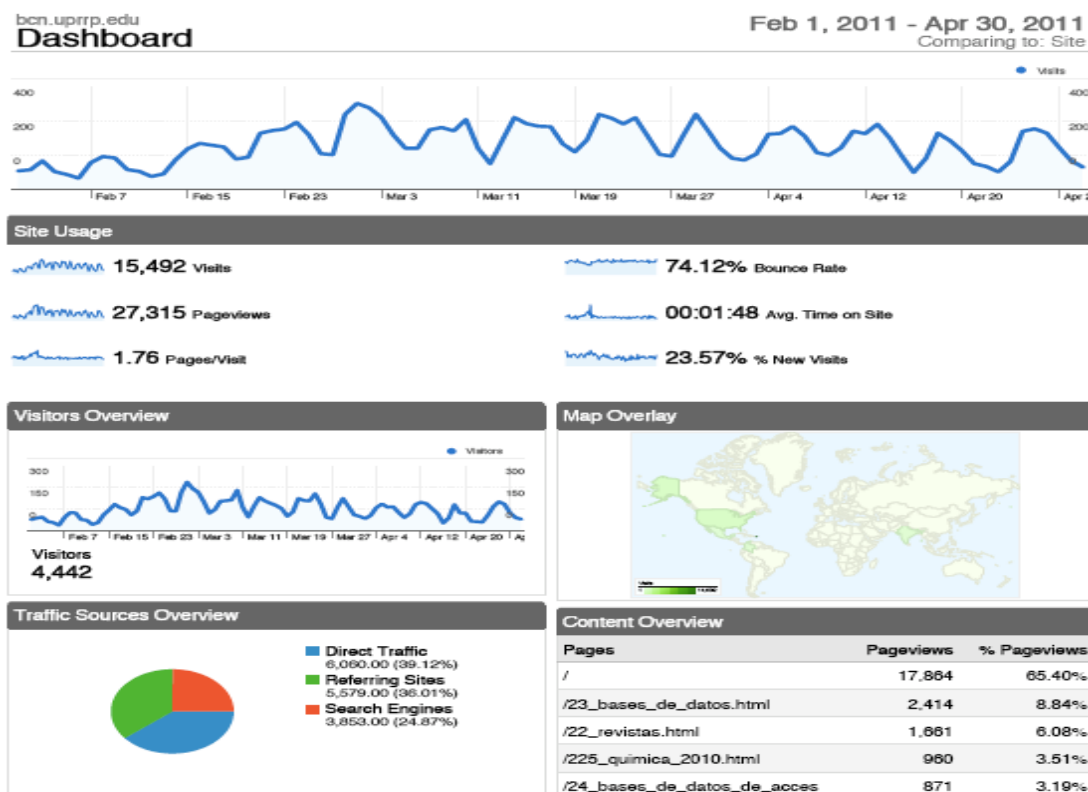 bcn.uprrp.edu
Dashboard
Feb 1, 2011 - Apr 30, 2011
Comparing to: Site
Visits
400 400
200 200
0 0
Feb 7 Feb 15 Feb 23 Mar 3 Mar 11 Mar 19 Mar 27 Apr 4 Apr 12 Apr 20 Apr
Site Usage
15,492 Visits
74.12% Bounce Rate
27,315 Pageviews
00:01:48 Avg. Time on Site
1.76 Pages/Visit
23.57% % New Visits
Visitors Overview
Visitors
300 300
150 150
0 0
Feb 7 Feb 15 Feb 23 Mar 3 Mar 11 Mar 19 Mar 27 Apr 4 Apr 12 Apr 20
Visitors
4,442
Map Overlay
Visits
Traffic Sources Overview
Direct Traffic
6,060.00 (39.12%)
Referring Sites
5,579.00 (36.01%)
Search Engines
3,853.00 (24.87%)
Content Overview
Pages Pageviews % Pageviews
/ 17,864 65.40%
/23_bases_de_datos.html 2,414 8.84%
/22_revistas.html 1,661 6.08%
/225_quimica_2010.html 960 3.51%
/24_bases_de_datos_de_acces 871 3.19%